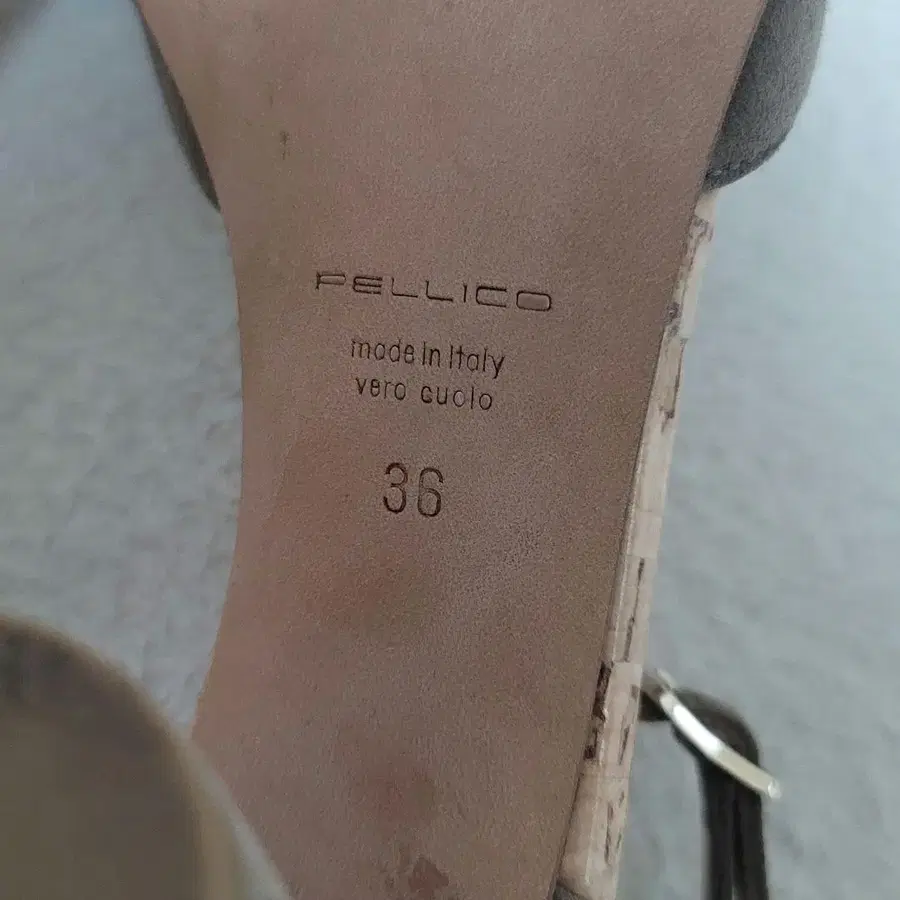 PELLICO
made in Italy
vero cuoio
36